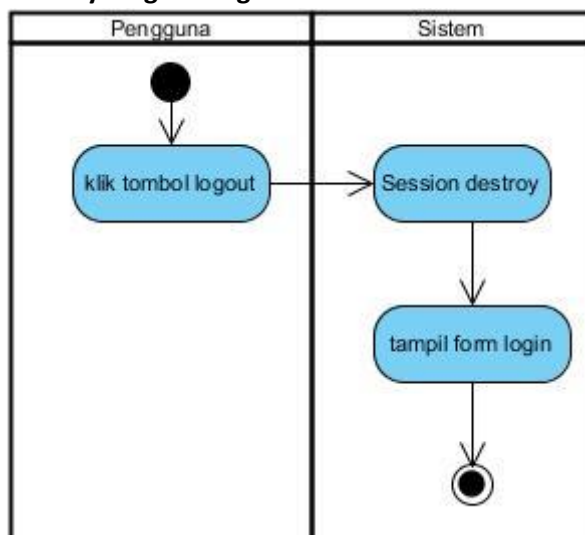 Pengguna
Sistem
klik tombol logout
Session destroy
tampil form login